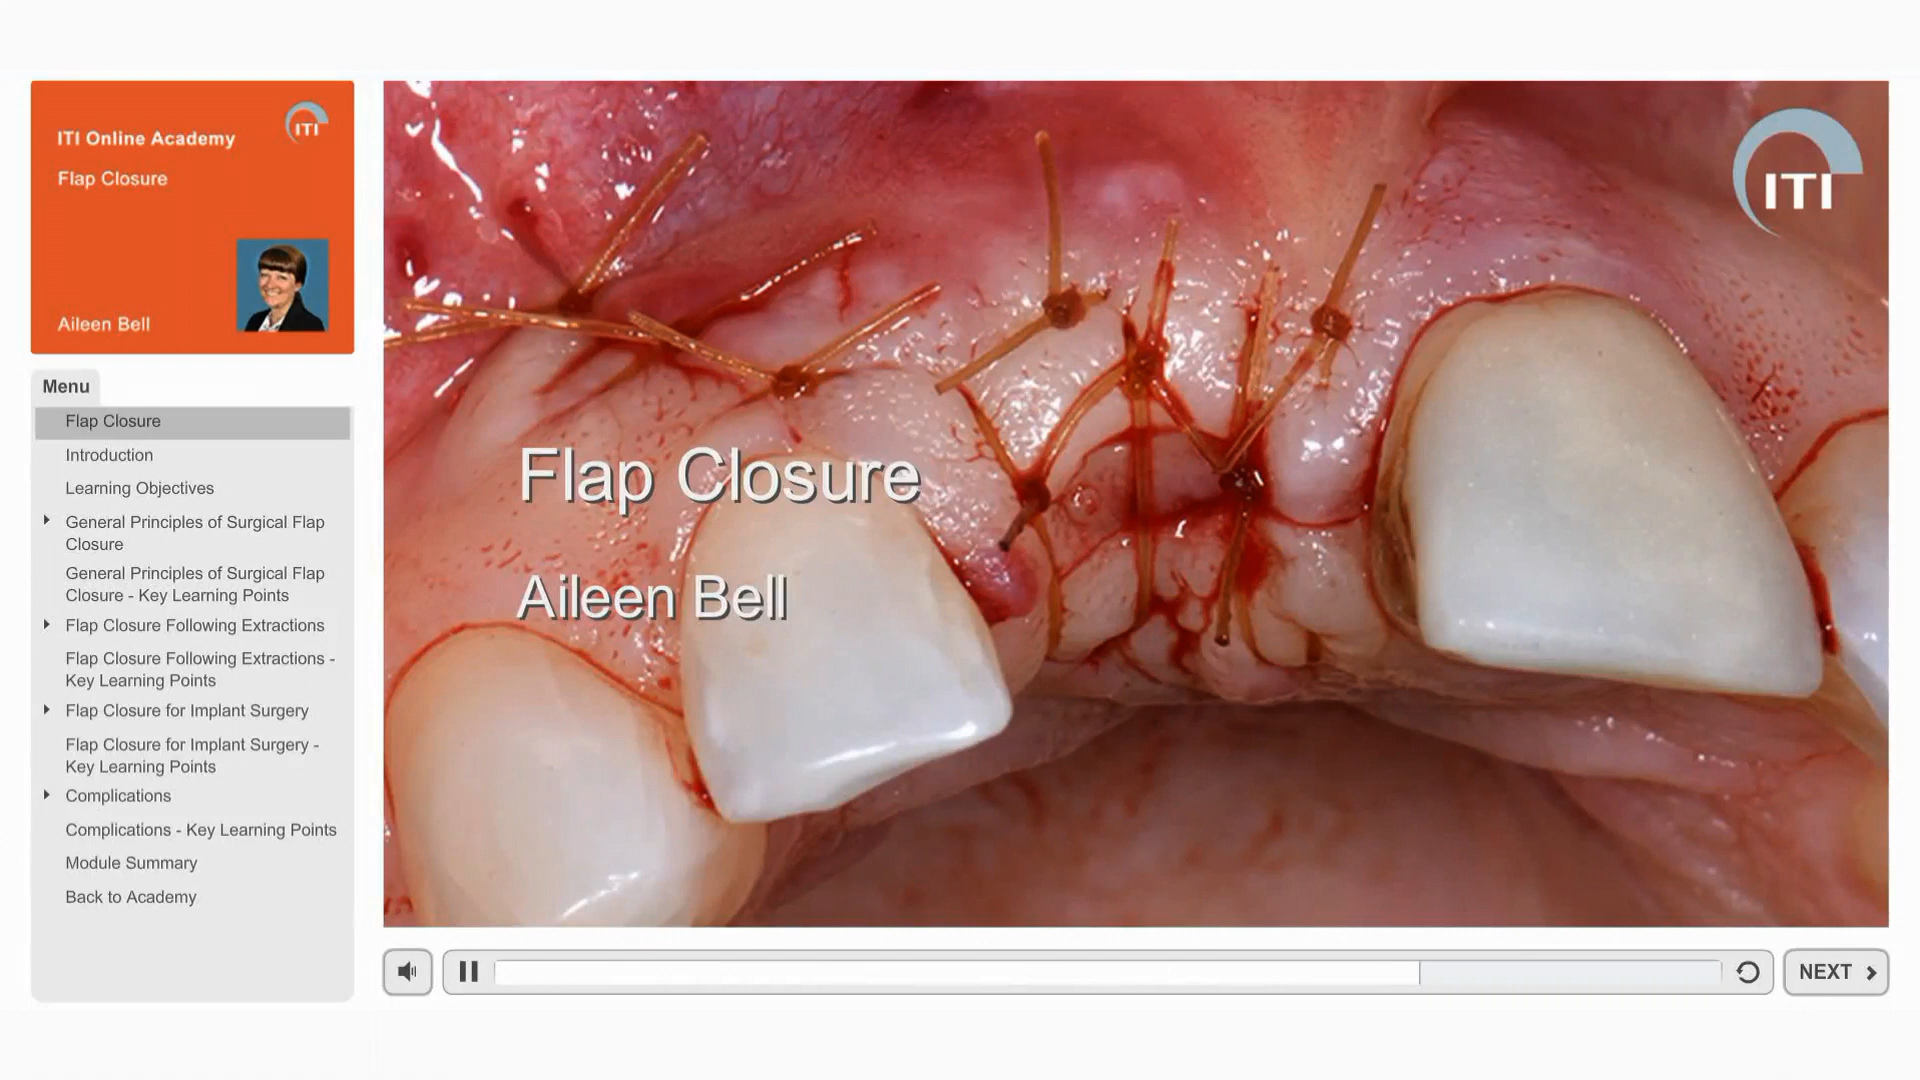 ITI Online Academy
ITI
Flap Closure
Aileen Bell
Menu
Flap Closure
Introduction
Learning Objectives
General Principles of Surgical Flap
Closure
General Principles of Surgical Flap
Closure - Key Learning Points
Flap Closure Following Extractions
Flap Closure Following Extractions -
Key Learning Points
Flap Closure for Implant Surgery
Flap Closure for Implant Surgery -
Key Learning Points
Complications
Complications - Key Learning Points
Module Summary
Back to Academy
ITI
Flap Closure
Aileen Bell
NEXT